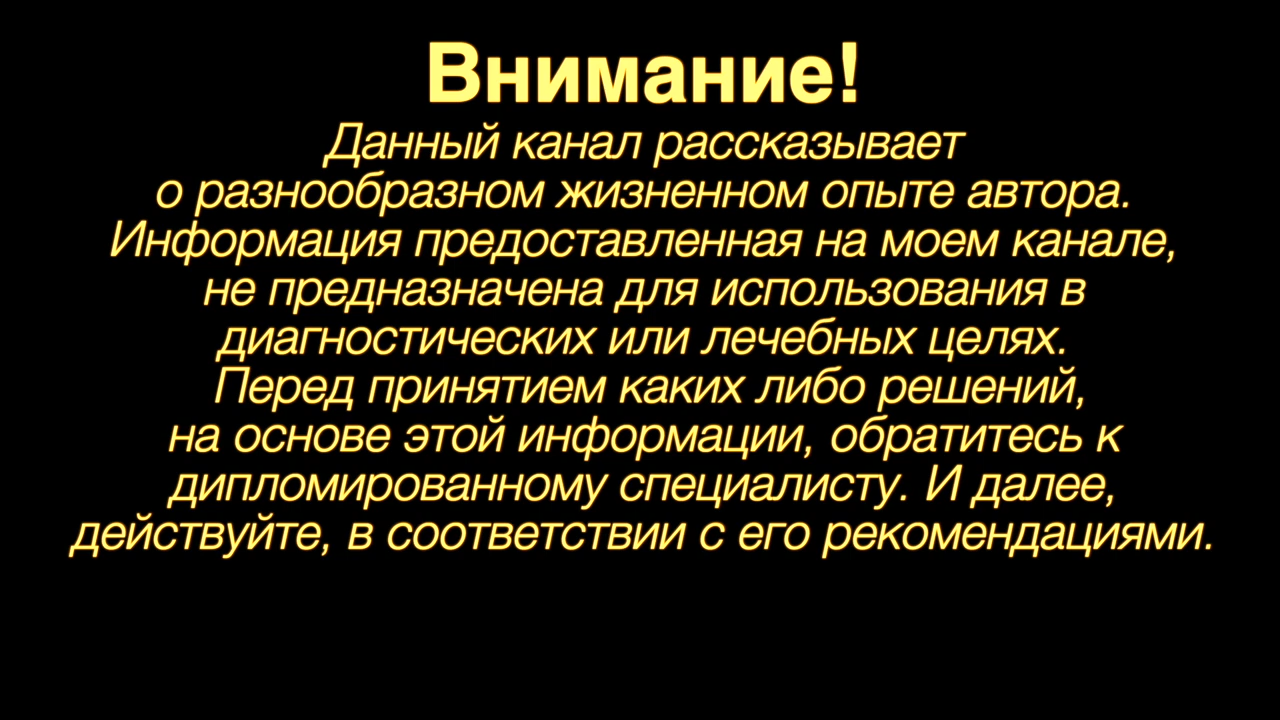 Внимание!
Данный канал рассказывает
о разнообразном жизненном опыте автора.
Информация предоставленная на моем канале,
не предназначена для использования в
диагностических или лечебных целях.
Перед принятием каких либо решений,
на основе этой информации, обратитесь к
дипломированному специалисту. И далее,
действуйте, в соответствии с его рекомендациями.